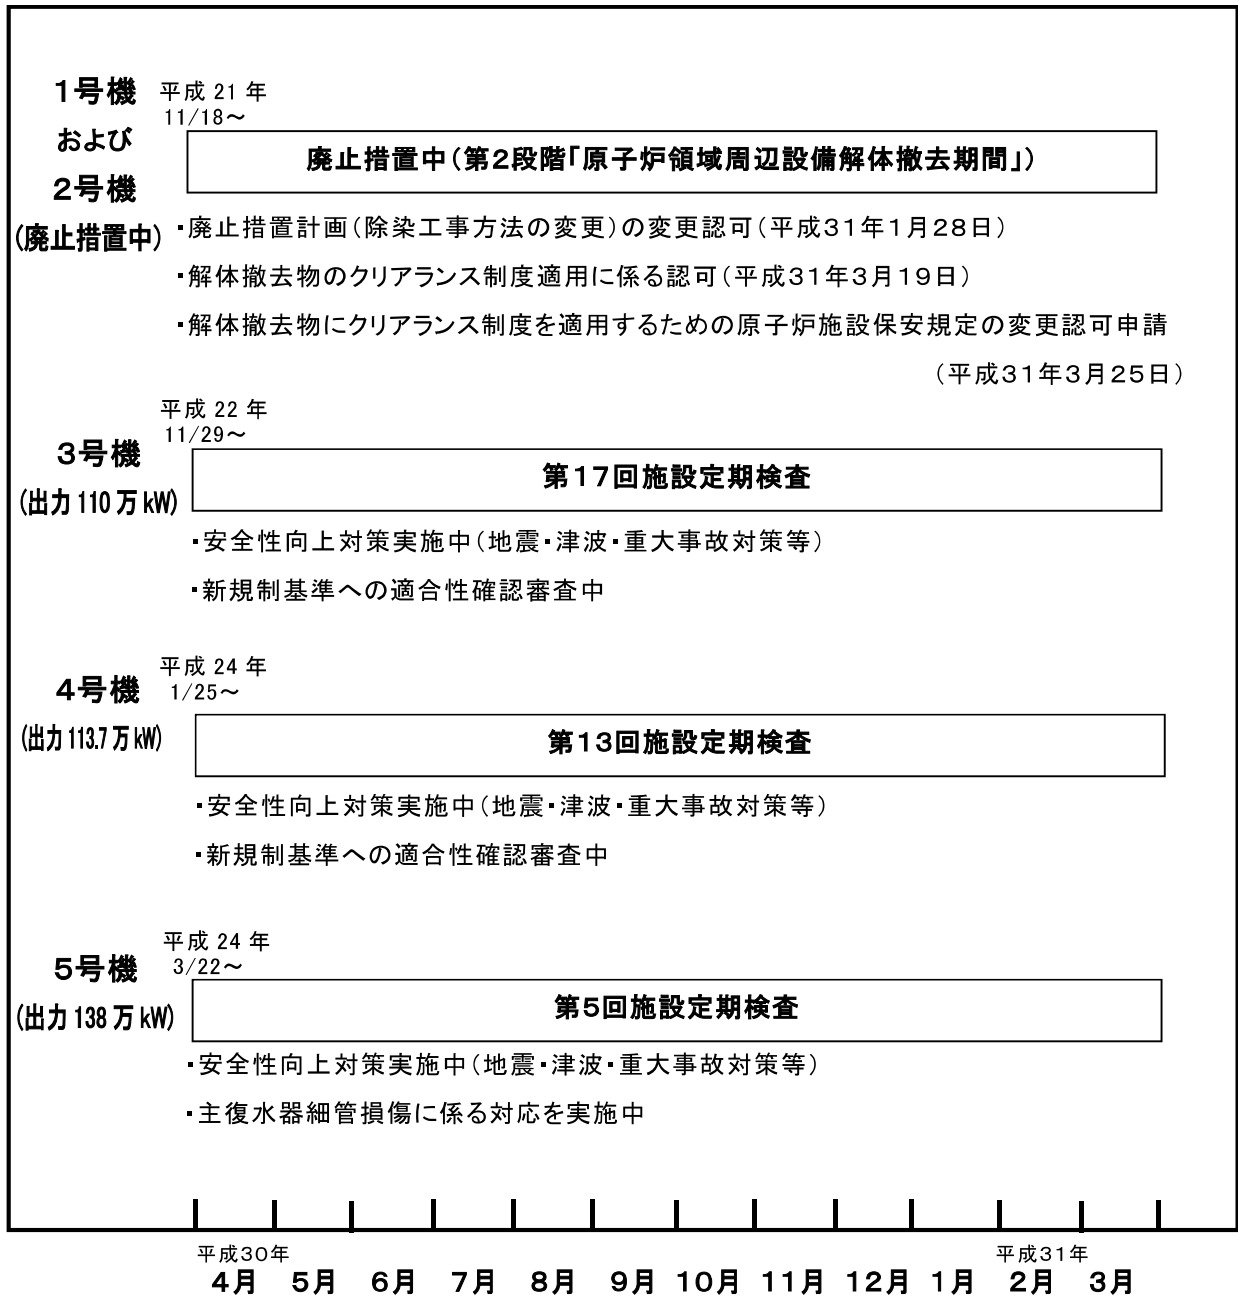 1号機
および
2号機
(廃止措置中)
平成 21 年
11/18～
廃止措置中(第2段階「原子炉領域周辺設備解体撤去期間」)
・廃止措置計画(除染工事方法の変更)の変更認可(平成31年1月28日)
・解体撤去物のクリアランス制度適用に係る認可(平成31年3月19日)
・解体撤去物にクリアランス制度を適用するための原子炉施設保安規定の変更認可申請
(平成31年3月25日)
3号機
(出力 110 万 kW)
平成 22 年
11/29～
第17回施設定期検査
・安全性向上対策実施中(地震・津波・重大事故対策等)
・新規制基準への適合性確認審査中
4号機
(出力 113.7 万 kW)
平成 24 年
1/25～
第13回施設定期検査
・安全性向上対策実施中(地震・津波・重大事故対策等)
・新規制基準への適合性確認審査中
5号機
(出力 138 万 kW)
平成 24 年
3/22～
第5回施設定期検査
・安全性向上対策実施中(地震・津波・重大事故対策等)
・主復水器細管損傷に係る対応を実施中
平成30年 平成31年
4月 5月 6月 7月 8月 9月 10月 11月 12月 1月 2月 3月